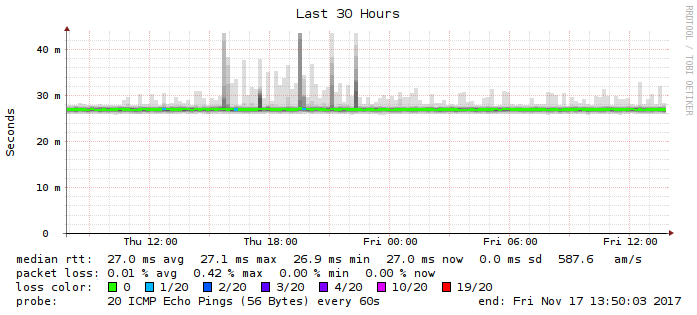 Last 30 Hours
RRDTOOL / TOBI OETIKER
Seconds
40 m
30 m
20 m
10 m
0
Thu 12:00 Thu 18:00 Fri 00:00 Fri 06:00 Fri 12:00
median rtt: 27.0 ms avg 27.1 ms max 26.9 ms min 27.0 ms now 0.0 ms sd 587.6 am/s
packet loss: 0.01 % avg 0.42 % max 0.00 % min 0.00 % now
loss color: 0 1/20 2/20 3/20 4/20 10/20 19/20
probe: 20 ICMP Echo Pings (56 Bytes) every 60s end: Fri Nov 17 13:50:03 2017